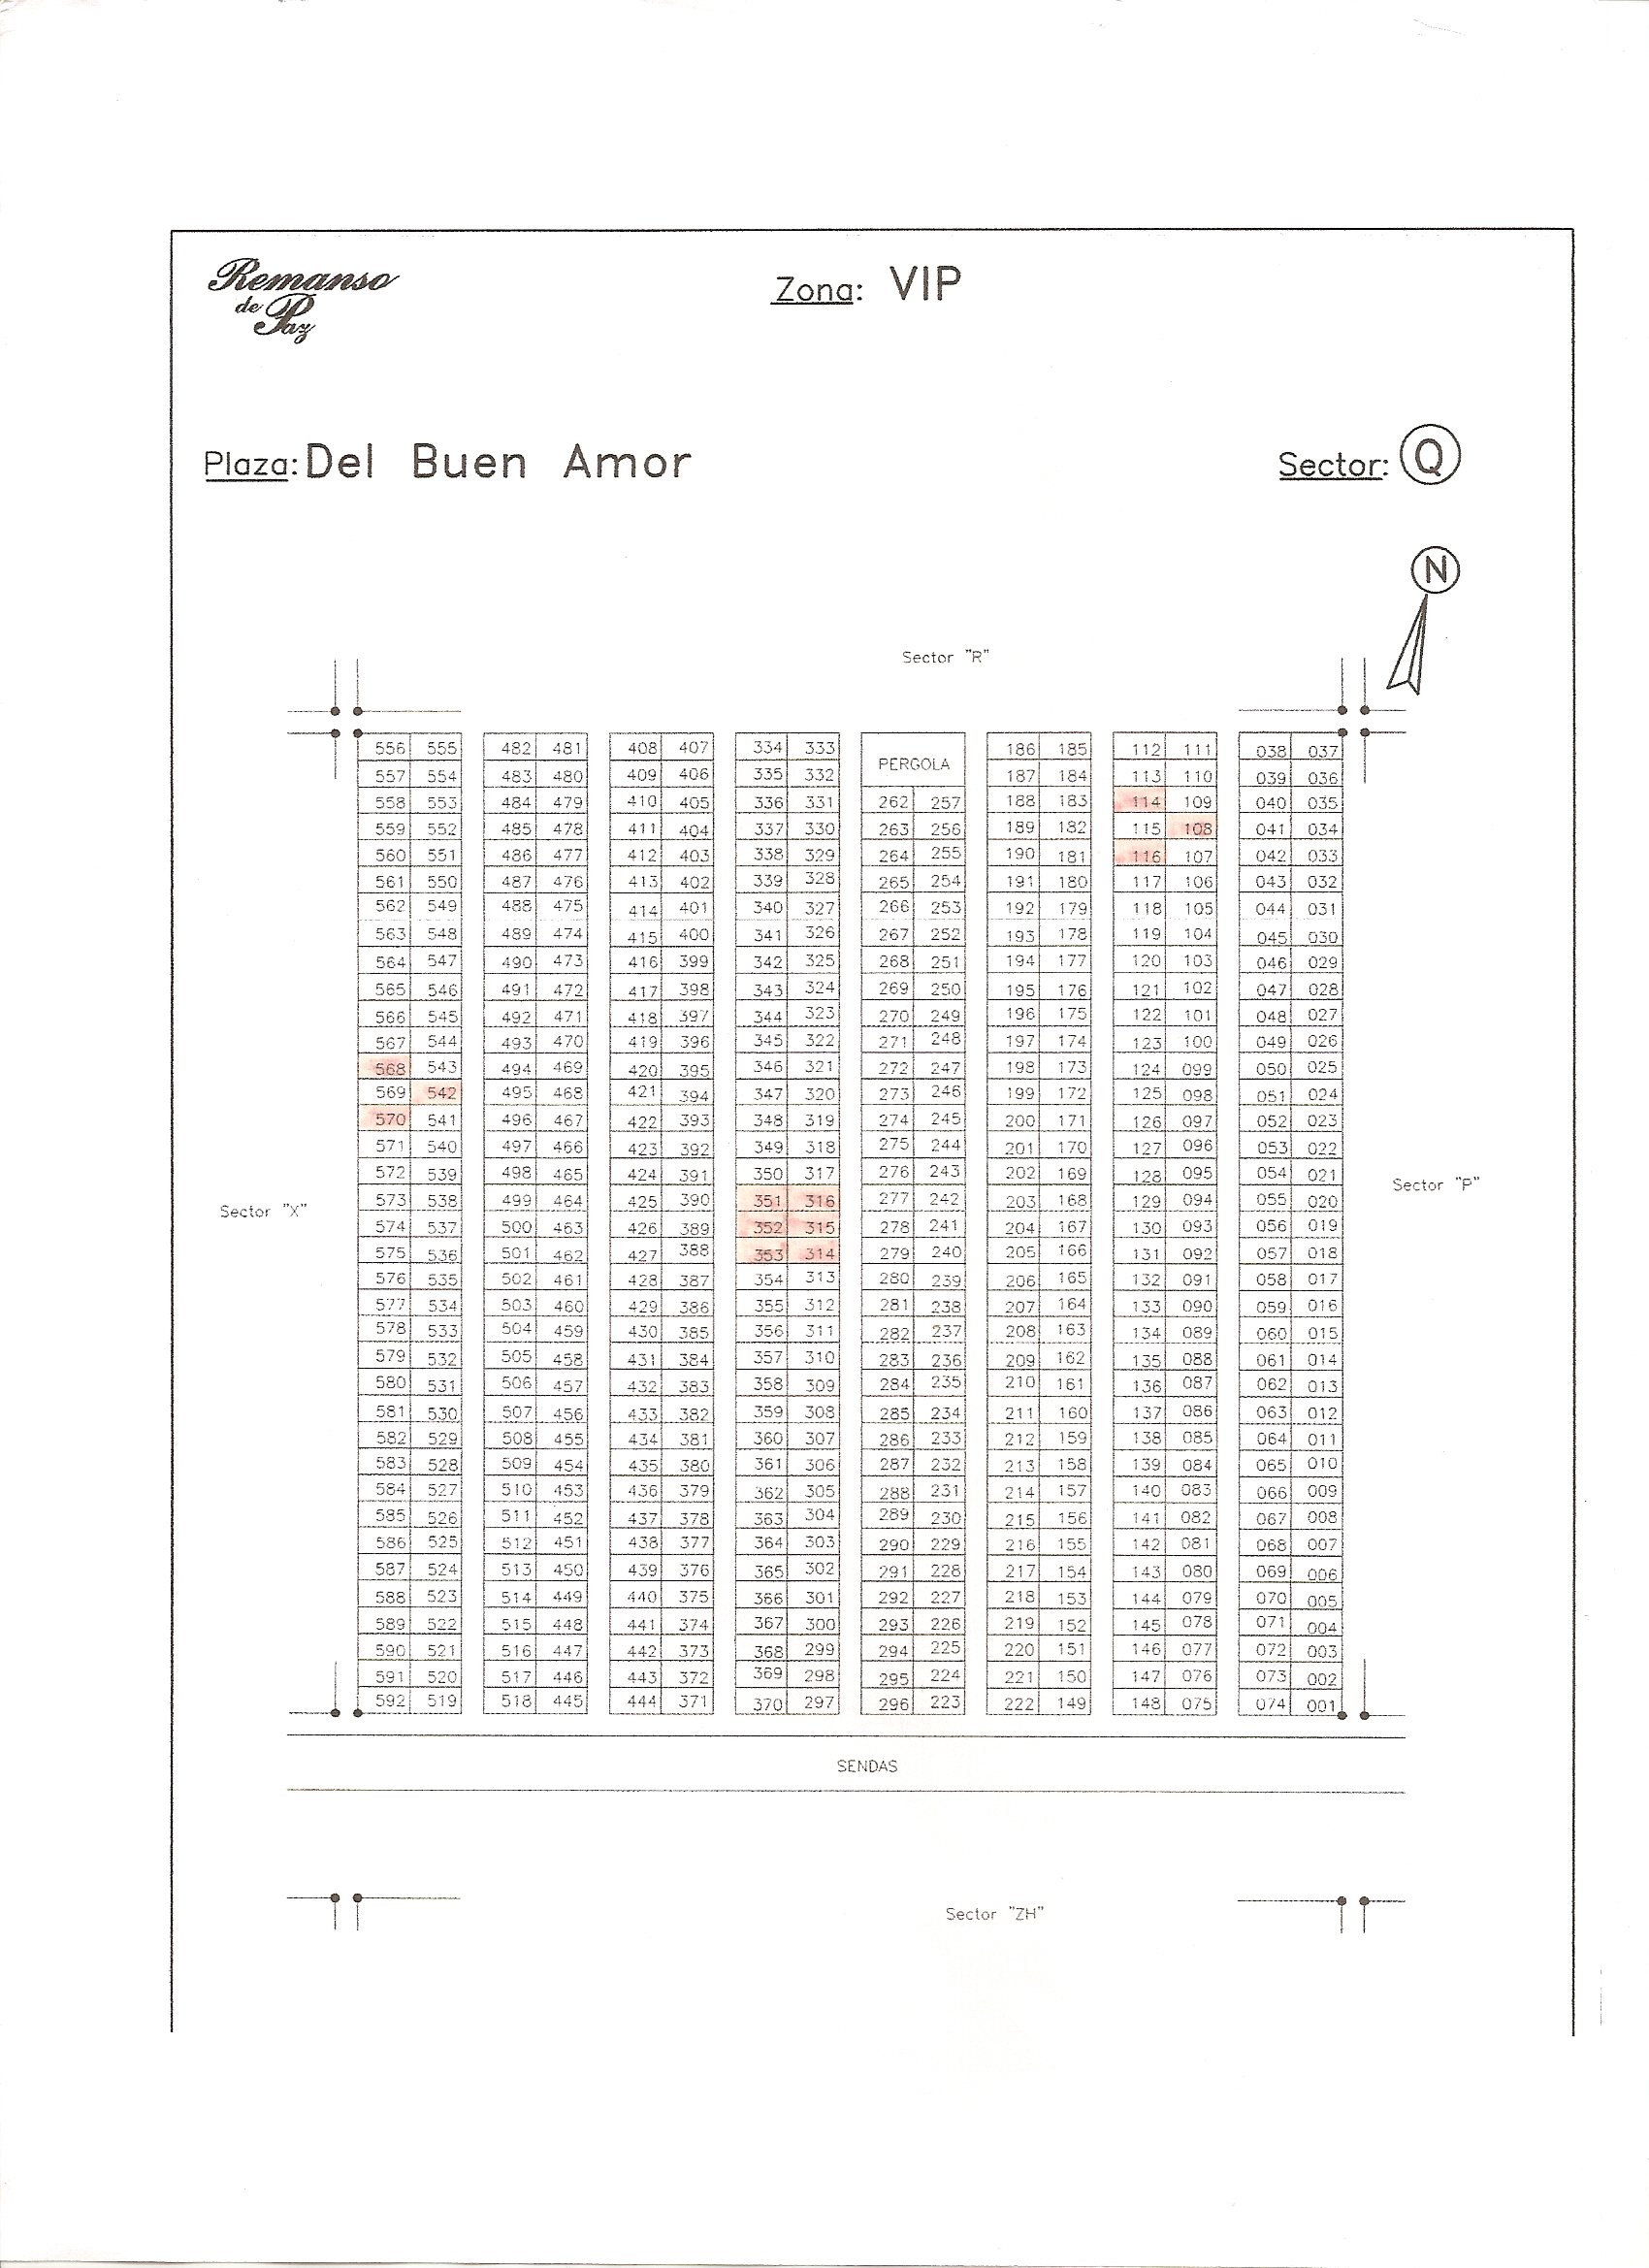 Remanso
de Paz
Zona: VIP
Plaza: Del Buen Amor
Sector: Q
N
Sector "R"
556 555 482 481 408 407 334 333 186 185 112 111 038 037
PERGOLA
557 554 483 480 409 406 335 332 187 184 113 110 039 036
558 553 484 479 410 405 336 331 262 257 188 183 114 109 040 035
559 552 485 478 411 404 337 330 263 256 189 182 115 108 041 034
560 551 486 477 412 403 338 329 264 255 190 181 116 107 042 033
561 550 487 476 413 402 339 328 265 254 191 180 117 106 043 032
562 549 488 475 414 401 340 327 266 253 192 179 118 105 044 031
563 548 489 474 415 400 341 326 267 252 193 178 119 104 045 030
564 547 490 473 416 399 342 325 268 251 194 177 120 103 046 029
565 546 491 472 417 398 343 324 269 250 195 176 121 102 047 028
566 545 492 471 418 397 344 323 270 249 196 175 122 101 048 027
567 544 493 470 419 396 345 322 271 248 197 174 123 100 049 026
568 543 494 469 420 395 346 321 272 247 198 173 124 099 050 025
569 542 495 468 421 394 347 320 273 246 199 172 125 098 051 024
570 541 496 467 422 393 348 319 274 245 200 171 126 097 052 023
571 540 497 466 423 392 349 318 275 244 201 170 127 096 053 022
572 539 498 465 424 391 350 317 276 243 202 169 128 095 054 021
Sector "P"
573 538 499 464 425 390 351 316 277 242 203 168 129 094 055 020
Sector "X"
574 537 500 463 426 389 352 315 278 241 204 167 130 093 056 019
575 536 501 462 427 388 353 314 279 240 205 166 131 092 057 018
576 535 502 461 428 387 354 313 280 239 206 165 132 091 058 017
577 534 503 460 429 386 355 312 281 238 207 164 133 090 059 016
578 533 504 459 430 385 356 311 282 237 208 163 134 089 060 015
579 532 505 458 431 384 357 310 283 236 209 162 135 088 061 014
580 531 506 457 432 383 358 309 284 235 210 161 136 087 062 013
581 530 507 456 433 382 359 308 285 234 211 160 137 086 063 012
582 529 508 455 434 381 360 307 286 233 212 159 138 085 064 011
583 528 509 454 435 380 361 306 287 232 213 158 139 084 065 010
584 527 510 453 436 379 362 305 288 231 214 157 140 083 066 009
585 526 511 452 437 378 363 304 289 230 215 156 141 082 067 008
586 525 512 451 438 377 364 303 290 229 216 155 142 081 068 007
587 524 513 450 439 376 365 302 291 228 217 154 143 080 069 006
588 523 514 449 440 375 366 301 292 227 218 153 144 079 070 005
589 522 515 448 441 374 367 300 293 226 219 152 145 078 071 004
590 521 516 447 442 373 368 299 294 225 220 151 146 077 072 003
591 520 517 446 443 372 369 298 295 224 221 150 147 076 073 002
592 519 518 445 444 371 370 297 296 223 222 149 148 075 074 001
SENDAS
Sector "ZH"